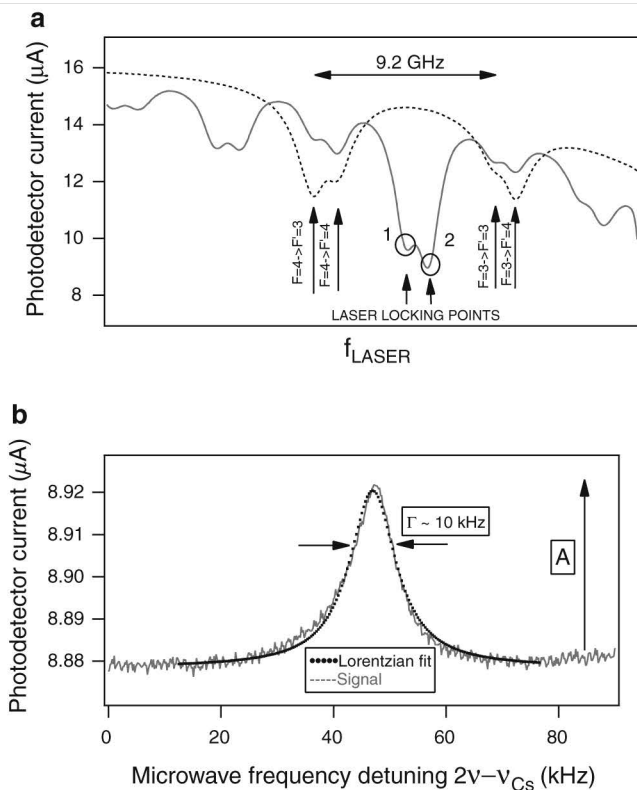 a
Photodetector current (μA)
16
14
12
10
8
9.2 GHz
F=4->F'=3
F=4->F'=4
1
2
F=3->F'=3
F=3->F'=4
LASER LOCKING POINTS
fLASER
b
Photodetector current (μA)
8.92
8.91
8.90
8.89
8.88
Γ ~ 10 kHz
A
Lorentzian fit
Signal
0
20
40
60
80
Microwave frequency detuning 2ν−νCs (kHz)